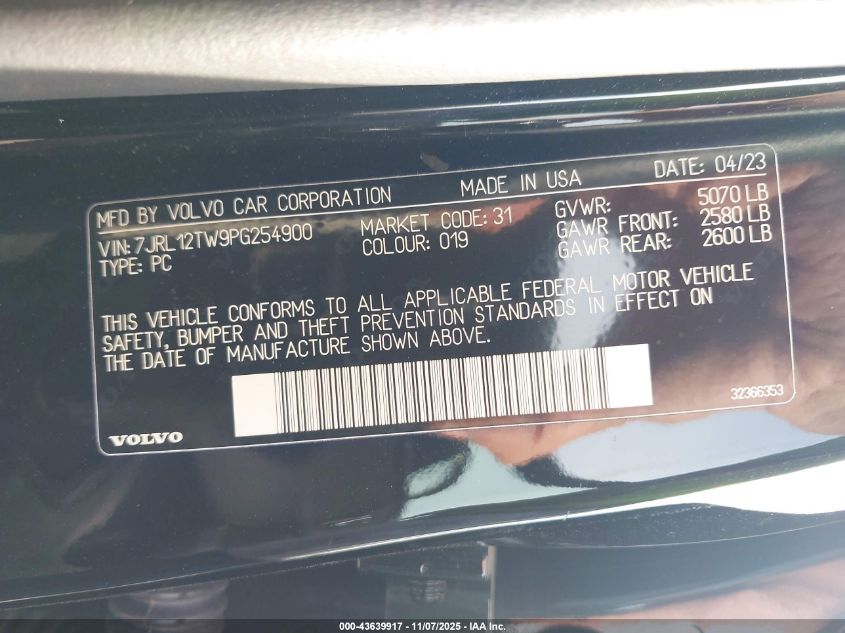 MFD BY VOLVO CAR CORPORATION MADE IN USA DATE: 04/23
VIN: 7JRL12TW9PG254900 MARKET CODE: 31 GVWR: 5070 LB
TYPE: PC COLOUR: 019 GAWR FRONT: 2580 LB
GAWR REAR: 2600 LB
THIS VEHICLE CONFORMS TO ALL APPLICABLE FEDERAL MOTOR VEHICLE
SAFETY, BUMPER AND THEFT PREVENTION STANDARDS IN EFFECT ON
THE DATE OF MANUFACTURE SHOWN ABOVE.
32366353
VOLVO
000-43639917 - 11/07/2025 - IAA Inc.